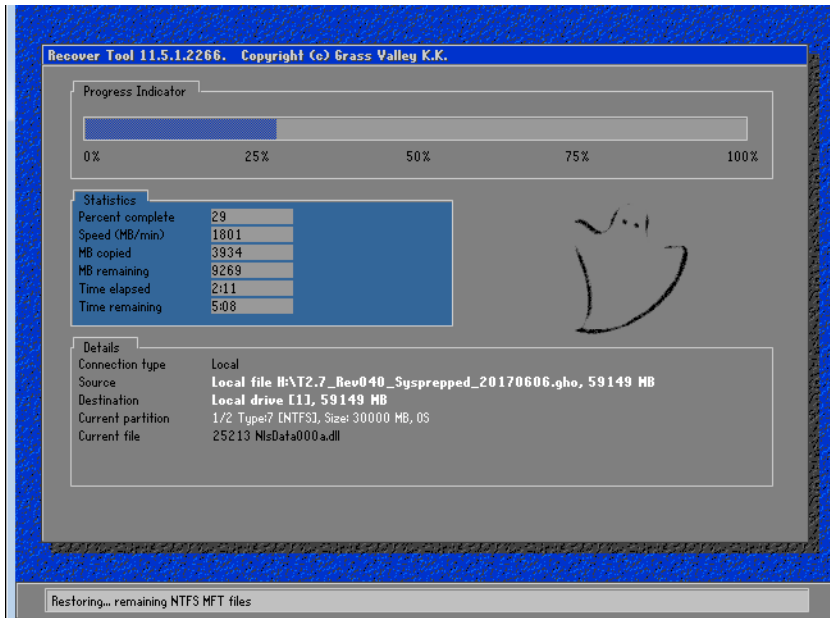 Recover Tool 11.5.1.2266. Copyright (c) Grass Valley K.K.
Progress Indicator
0% 25% 50% 75% 100%
Statistics
Percent complete 29
Speed (MB/min) 1801
MB copied 3934
MB remaining 9269
Time elapsed 2:11
Time remaining 5:08
Details
Connection type Local
Source Local file H:\T2.7_Rev040_Sysprepped_20170606.gho, 59149 MB
Destination Local drive [1], 59149 MB
Current partition 1/2 Type:7 [NTFS], Size: 30000 MB, OS
Current file 25213 NlsData000a.dll
Restoring... remaining NTFS MFT files